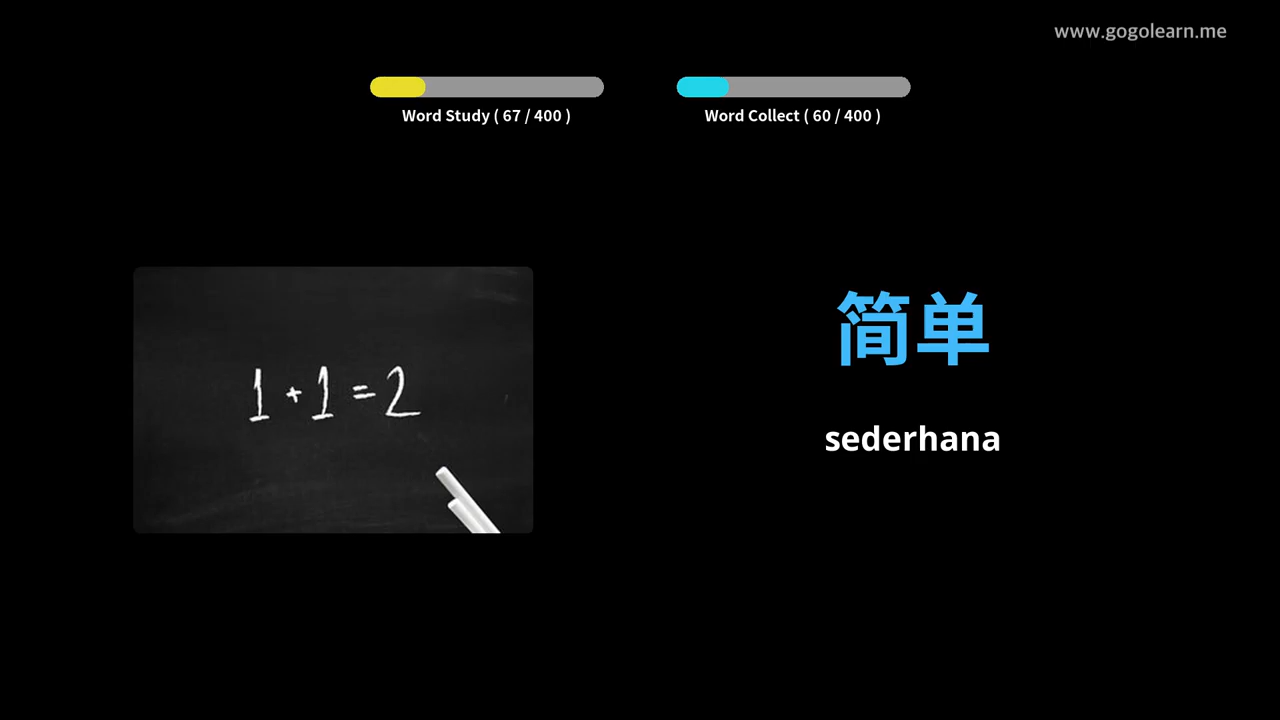 www.gogolearn.me
Word Study ( 67 / 400 )
Word Collect ( 60 / 400 )
1 + 1 = 2
简单
sederhana